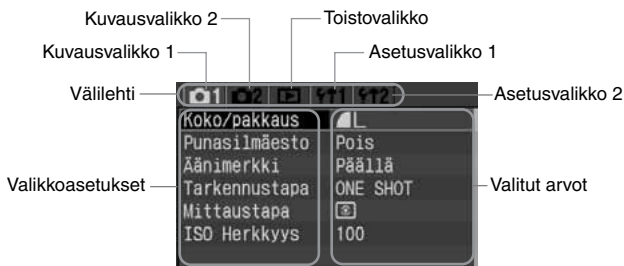 Kuvausvalikko 2
Toistovalikko
Kuvausvalikko 1
Asetusvalikko 1
Välilehti
1 2 1 2
Asetusvalikko 2
Koko/pakkaus L
Punasilmäesto Pois
Äänimerkki Päällä
Valikkoasetukset
Tarkennustapa ONE SHOT
Valitut arvot
Mittaustapa
ISO Herkkyys 100